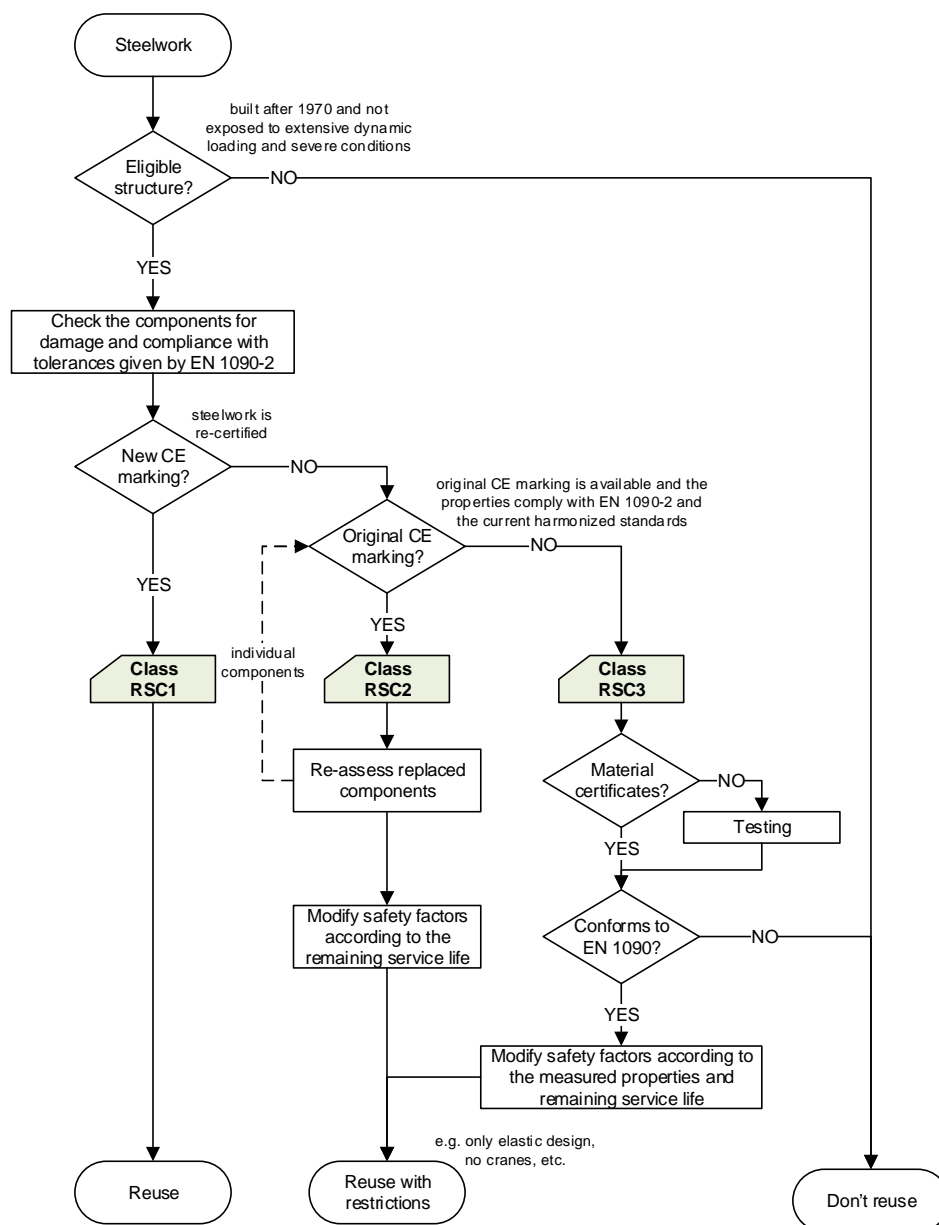 Steelwork
built after 1970 and not
exposed to extensive dynamic
loading and severe conditions
Eligible
structure?
NO
YES
Check the components for
damage and compliance with
tolerances given by EN 1090-2
steelwork is
re-certified
New CE
marking?
NO
original CE marking is available and the
properties comply with EN 1090-2 and
the current harmonized standards
Original CE
marking?
NO
YES
YES
individual
components
Class
RSC1
Class
RSC2
Class
RSC3
Re-assess replaced
components
Material
certificates?
NO
Testing
YES
Modify safety factors
according to the
remaining service life
Conforms to
EN 1090?
NO
YES
Modify safety factors according to
the measured properties and
remaining service life
e.g. only elastic design,
no cranes, etc.
Reuse
Reuse with
restrictions
Don't reuse